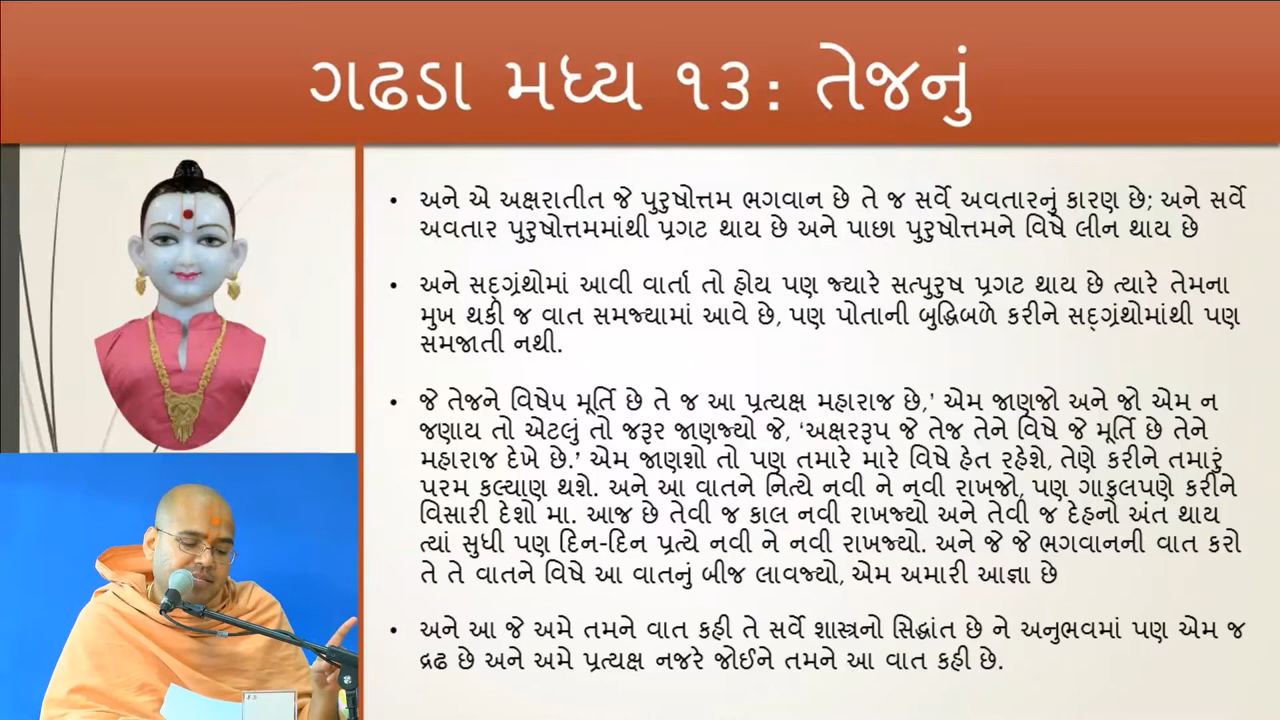 ગઢડા મધ્ય ૧૩: તેજનું
• અને એ અક્ષરાતીત જે પુરુષોત્તમ ભગવાન છે તે જ સર્વે અવતારનું કારણ છે; અને સર્વે
અવતાર પુરુષોત્તમમાંથી પ્રગટ થાય છે અને પાછા પુરુષોત્તમને વિષે લીન થાય છે
• અને સદ્‌ગ્રંથોમાં આવી વાર્તા તો હોય પણ જ્યારે સત્પુરુષ પ્રગટ થાય છે ત્યારે તેમના
મુખ થકી જ વાત સમજ્યામાં આવે છે, પણ પોતાની બુદ્ધિબળે કરીને સદ્‌ગ્રંથોમાંથી પણ
સમજાતી નથી.
• જે તેજને વિષેપ મૂર્તિ છે તે જ આ પ્રત્યક્ષ મહારાજ છે,’ એમ જાણજો અને જો એમ ન
જણાય તો એટલું તો જરૂર જાણજ્યો જે, ‘અક્ષરરૂપ જે તેજ તેને વિષે જે મૂર્તિ છે તેને
મહારાજ દેખે છે.’ એમ જાણશો તો પણ તમારે મારે વિષે હેત રહેશે, તેણે કરીને તમારું
પરમ કલ્યાણ થશે. અને આ વાતને નિત્યે નવી ને નવી રાખજો, પણ ગાફલપણે કરીને
વિસારી દેશો મા. આજ છે તેવી જ કાલ નવી રાખજ્યો અને તેવી જ દેહનો અંત થાય
ત્યાં સુધી પણ દિન-દિન પ્રત્યે નવી ને નવી રાખજ્યો. અને જે જે ભગવાનની વાત કરો
તે તે વાતને વિષે આ વાતનું બીજ લાવજ્યો, એમ અમારી આજ્ઞા છે
• અને આ જે અમે તમને વાત કહી તે સર્વે શાસ્ત્રનો સિદ્ધાંત છે ને અનુભવમાં પણ એમ જ
દ્રઢ છે અને અમે પ્રત્યક્ષ નજરે જોઈને તમને આ વાત કહી છે.